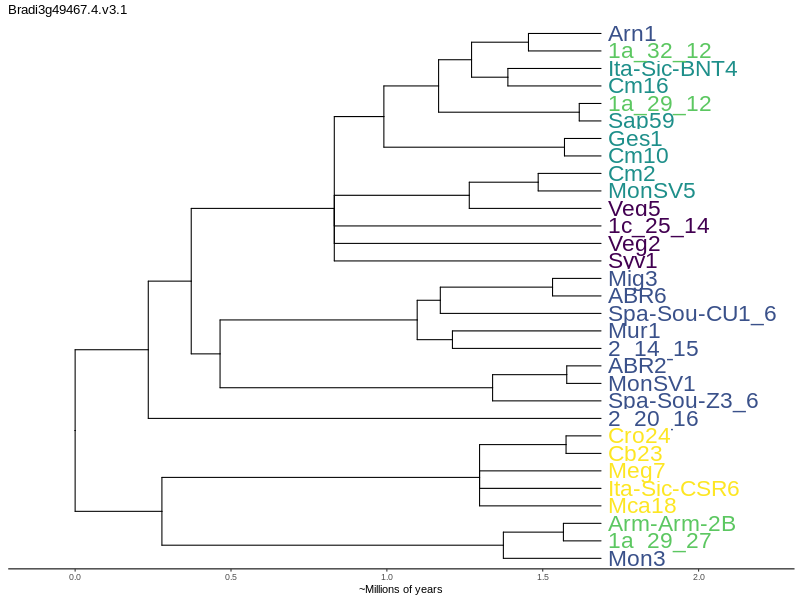 Bradi3g49467.4.v3.1
Arn1
1a_32_12
Ita-Sic-BNT4
Cm16
1a_29_12
Sap59
Ges1
Cm10
Cm2
MonSV5
Veg5
1c_25_14
Veg2
Syv1
Mig3
ABR6
Spa-Sou-CU1_6
Mur1
2_14_15
ABR2
MonSV1
Spa-Sou-Z3_6
2_20_16
Cro24
Cb23
Meg7
Ita-Sic-CSR6
Mca18
Arm-Arm-2B
1a_29_27
Mon3
0.0 0.5 1.0 1.5 2.0
~Millions of years